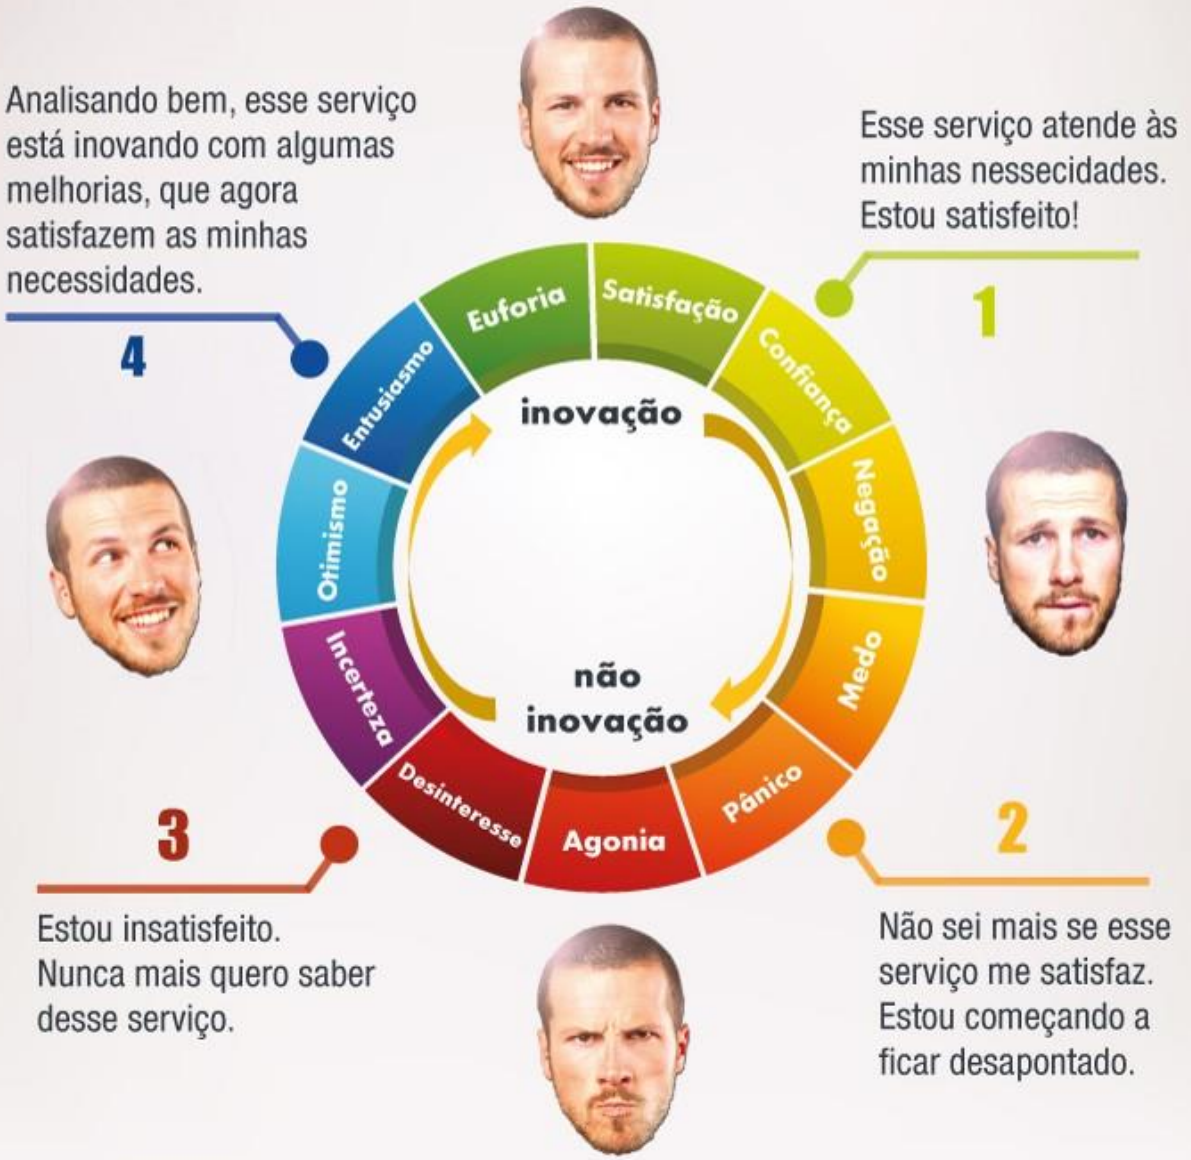 Analisando bem, esse serviço
está inovando com algumas
melhorias, que agora
satisfazem as minhas
necessidades.
4
Esse serviço atende às
minhas nessecidades.
Estou satisfeito!
1
Euforia
Satisfação
Confiança
Negação
Medo
Pânico
Agonia
Desinteresse
Incerteza
Otimismo
Entusiasmo
inovação
não
inovação
3
Estou insatisfeito.
Nunca mais quero saber
desse serviço.
2
Não sei mais se esse
serviço me satisfaz.
Estou começando a
ficar desapontado.